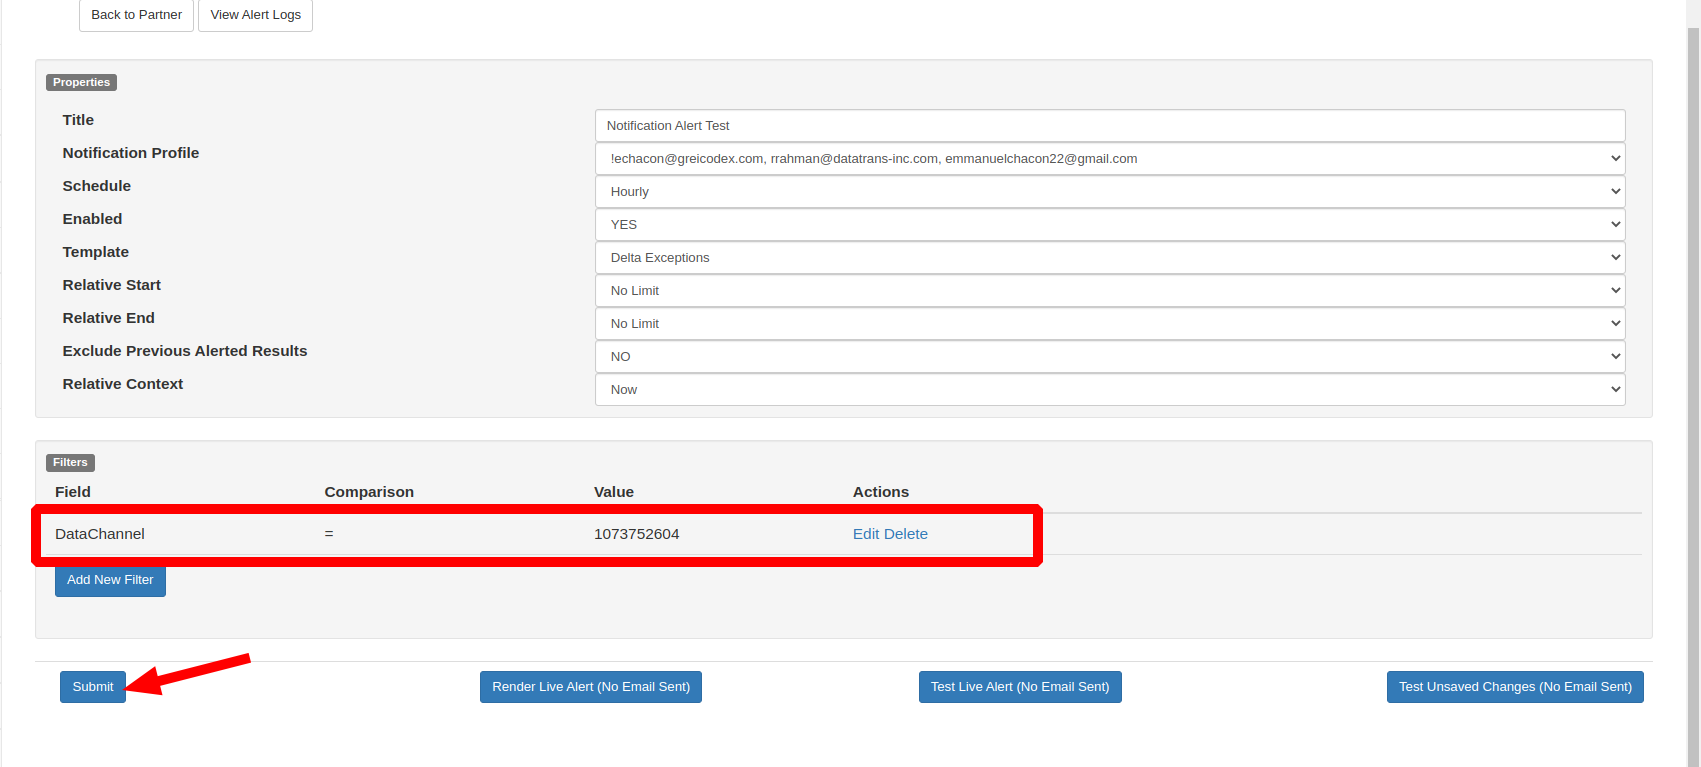 Back to Partner View Alert Logs
Properties
Title Notification Alert Test
Notification Profile !echacon@greicodex.com, rrahman@datatrans-inc.com, emmanuelchacon22@gmail.com
Schedule Hourly
Enabled YES
Template Delta Exceptions
Relative Start No Limit
Relative End No Limit
Exclude Previous Alerted Results NO
Relative Context Now
Filters
Field Comparison Value Actions
DataChannel = 1073752604 Edit Delete
Add New Filter
Submit Render Live Alert (No Email Sent) Test Live Alert (No Email Sent) Test Unsaved Changes (No Email Sent)